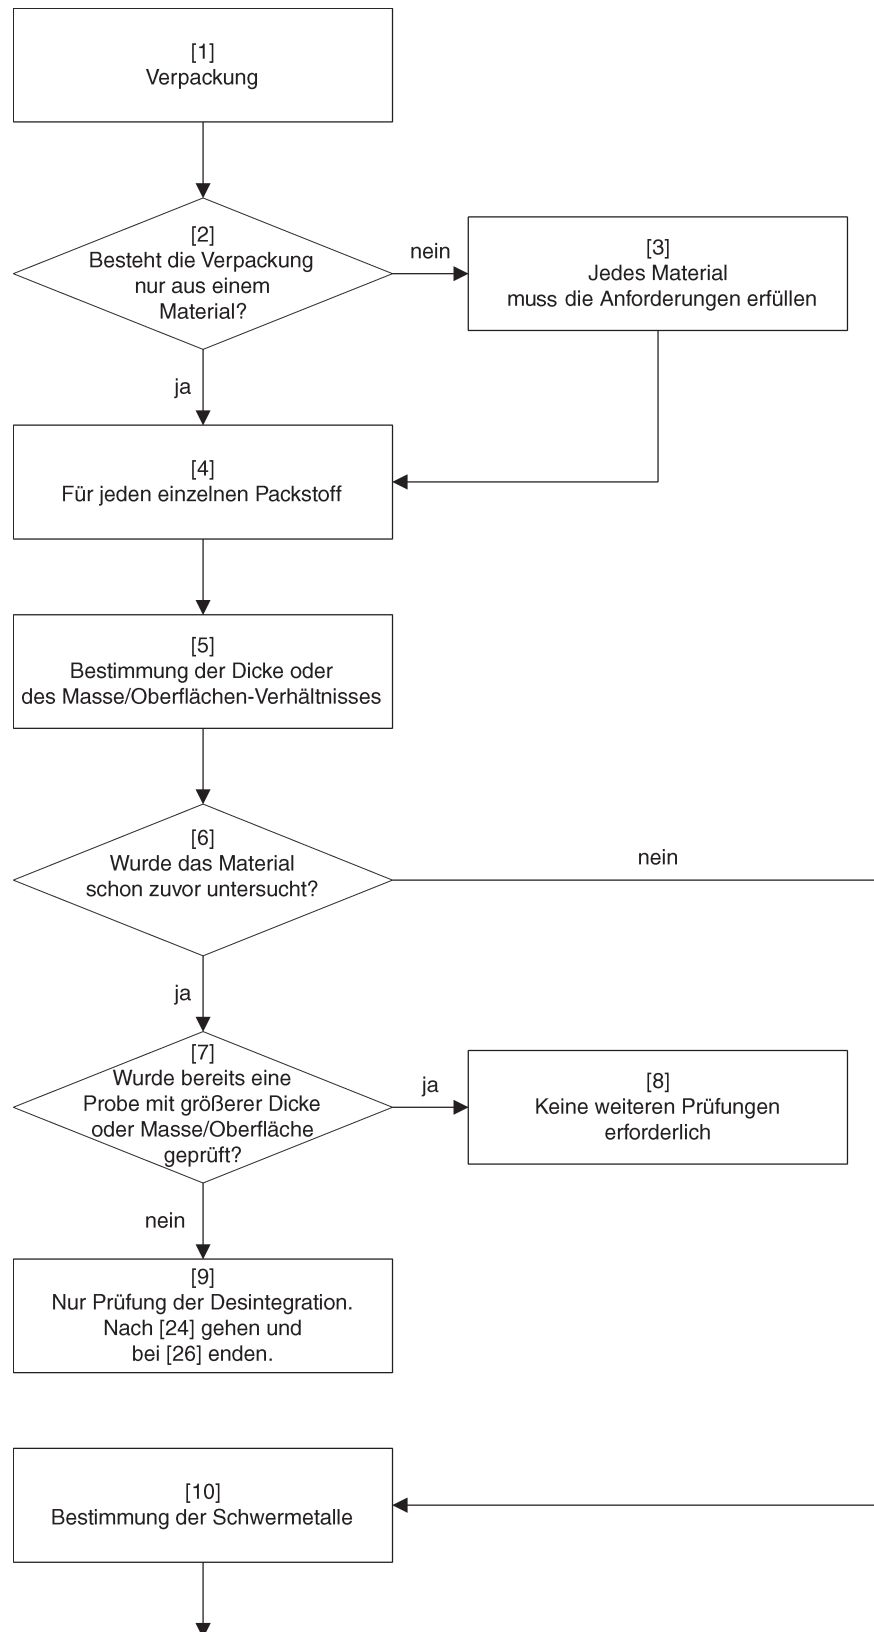 [1]
Verpackung
[2]
Besteht die Verpackung
nur aus einem
Material?
nein
[3]
Jedes Material
muss die Anforderungen erfüllen
ja
[4]
Für jeden einzelnen Packstoff
[5]
Bestimmung der Dicke oder
des Masse/Oberflächen-Verhältnisses
[6]
Wurde das Material
schon zuvor untersucht?
nein
ja
[7]
Wurde bereits eine
Probe mit größerer Dicke
oder Masse/Oberfläche
geprüft?
ja
[8]
Keine weiteren Prüfungen
erforderlich
nein
[9]
Nur Prüfung der Desintegration.
Nach [24] gehen und
bei [26] enden.
[10]
Bestimmung der Schwermetalle